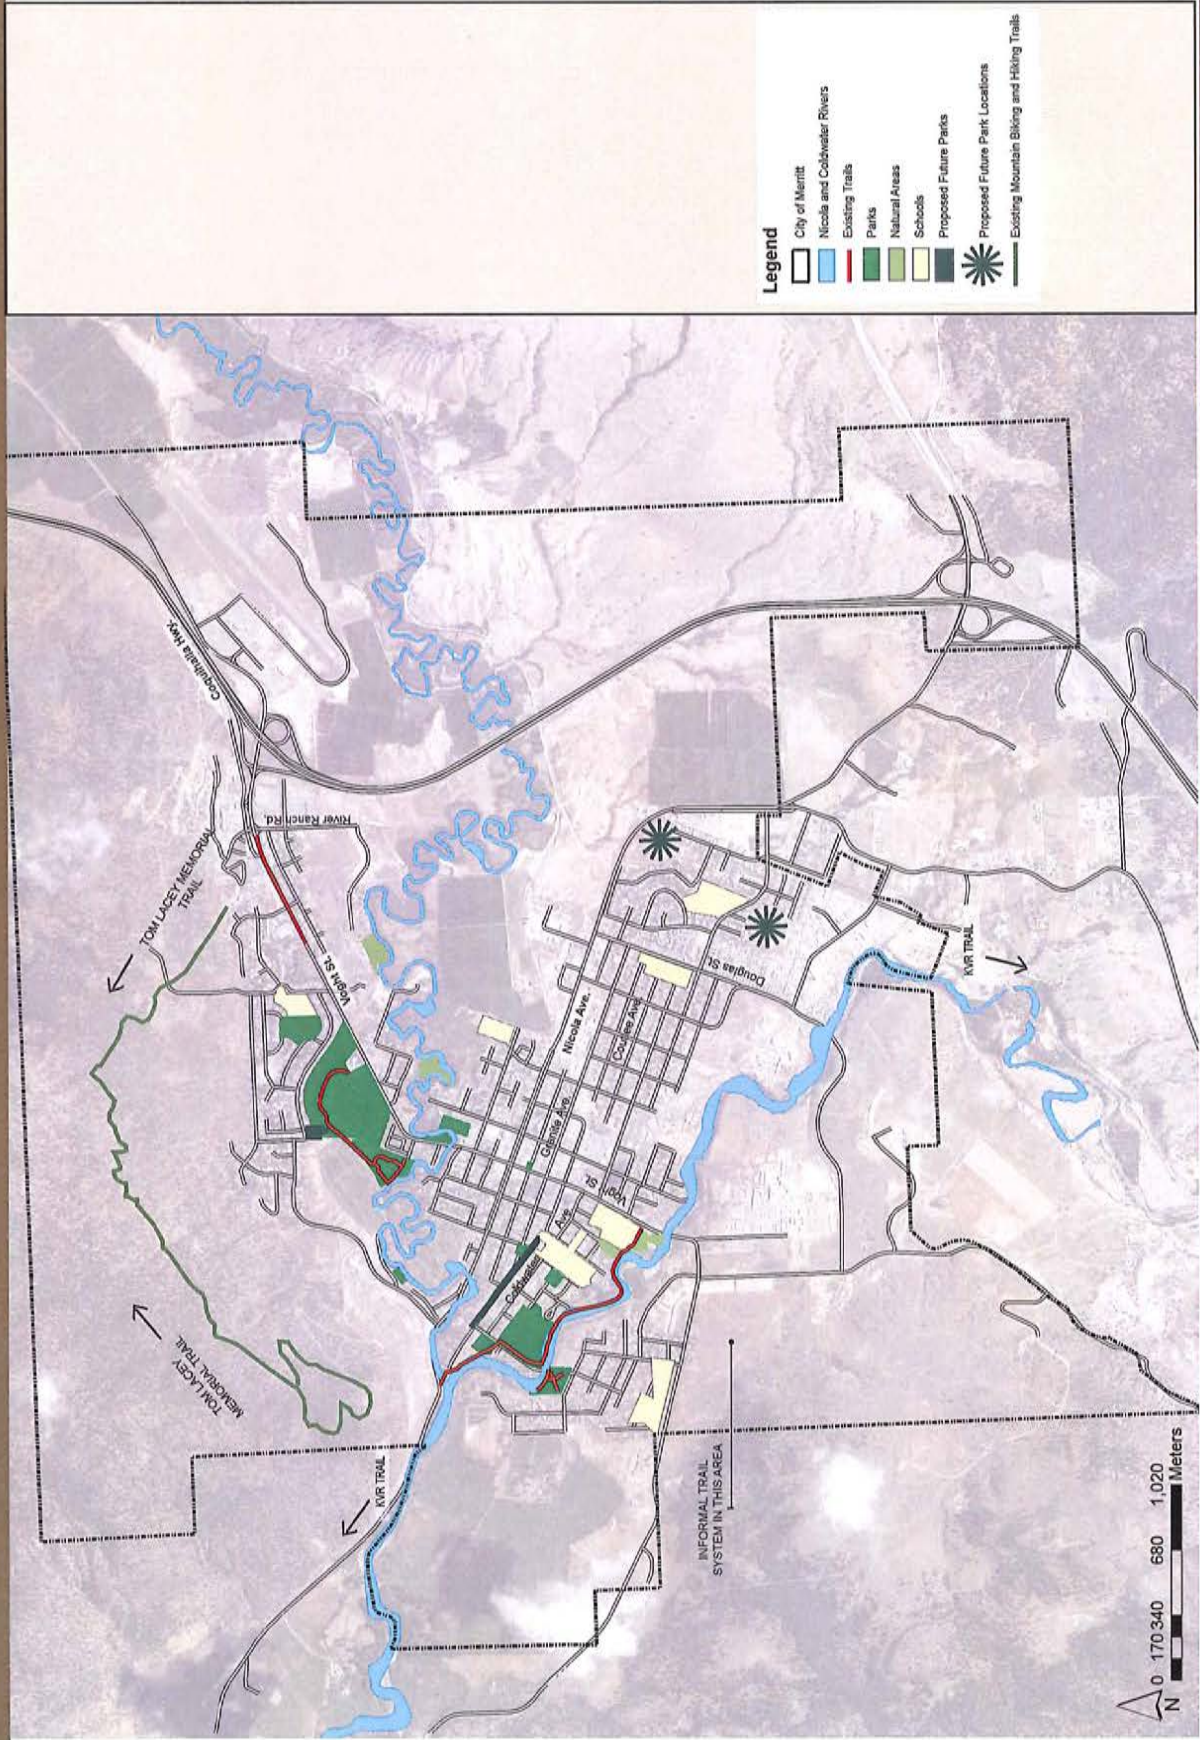 Legend
City of Merritt
Nicola and Coldwater Rivers
Existing Trails
Parks
Natural Areas
Schools
Proposed Future Parks
Proposed Future Park Locations
Existing Mountain Biking and Hiking Trails
Coquihalla Hwy.
River Ranch Rd.
TOM LACEY MEMORIAL
TRAIL
Voght St.
TOM LACEY
MEMORIAL TRAIL
KVR TRAIL
Nicola Ave.
Coutlee Ave.
Douglas St.
Granite Ave.
Voght St.
Coldwater Ave
KVR TRAIL
INFORMAL TRAIL
SYSTEM IN THIS AREA
N
0 170 340 680 1,020
Meters